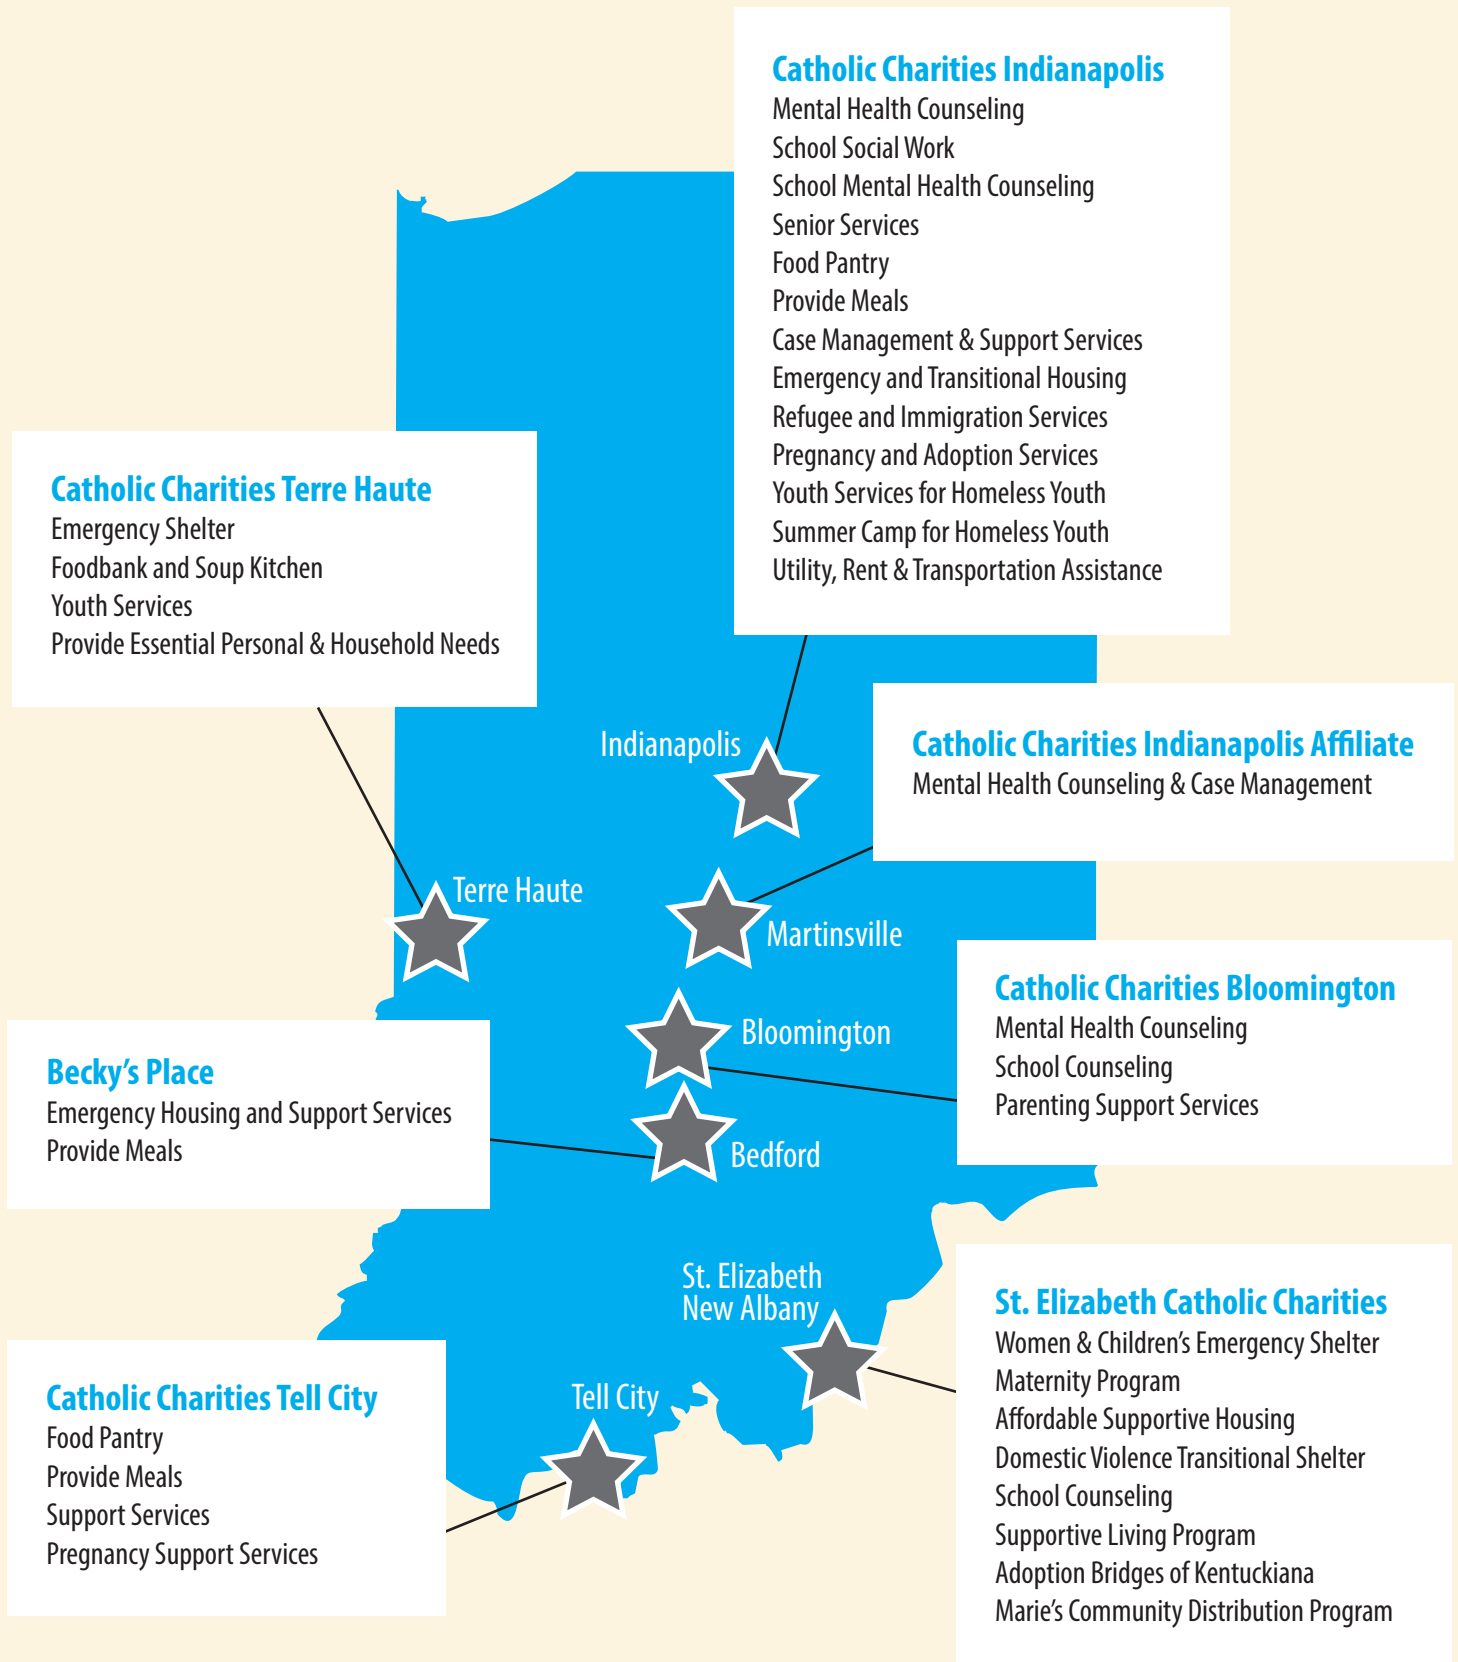 Catholic Charities Indianapolis
Mental Health Counseling
School Social Work
School Mental Health Counseling
Senior Services
Food Pantry
Provide Meals
Case Management & Support Services
Emergency and Transitional Housing
Refugee and Immigration Services
Pregnancy and Adoption Services
Youth Services for Homeless Youth
Summer Camp for Homeless Youth
Utility, Rent & Transportation Assistance
Catholic Charities Terre Haute
Emergency Shelter
Foodbank and Soup Kitchen
Youth Services
Provide Essential Personal & Household Needs
Indianapolis
Catholic Charities Indianapolis Affiliate
Mental Health Counseling & Case Management
Terre Haute
Martinsville
Catholic Charities Bloomington
Mental Health Counseling
School Counseling
Parenting Support Services
Bloomington
Becky’s Place
Emergency Housing and Support Services
Provide Meals
Bedford
St. Elizabeth
New Albany
St. Elizabeth Catholic Charities
Women & Children’s Emergency Shelter
Maternity Program
Affordable Supportive Housing
Domestic Violence Transitional Shelter
School Counseling
Supportive Living Program
Adoption Bridges of Kentuckiana
Marie’s Community Distribution Program
Tell City
Catholic Charities Tell City
Food Pantry
Provide Meals
Support Services
Pregnancy Support Services